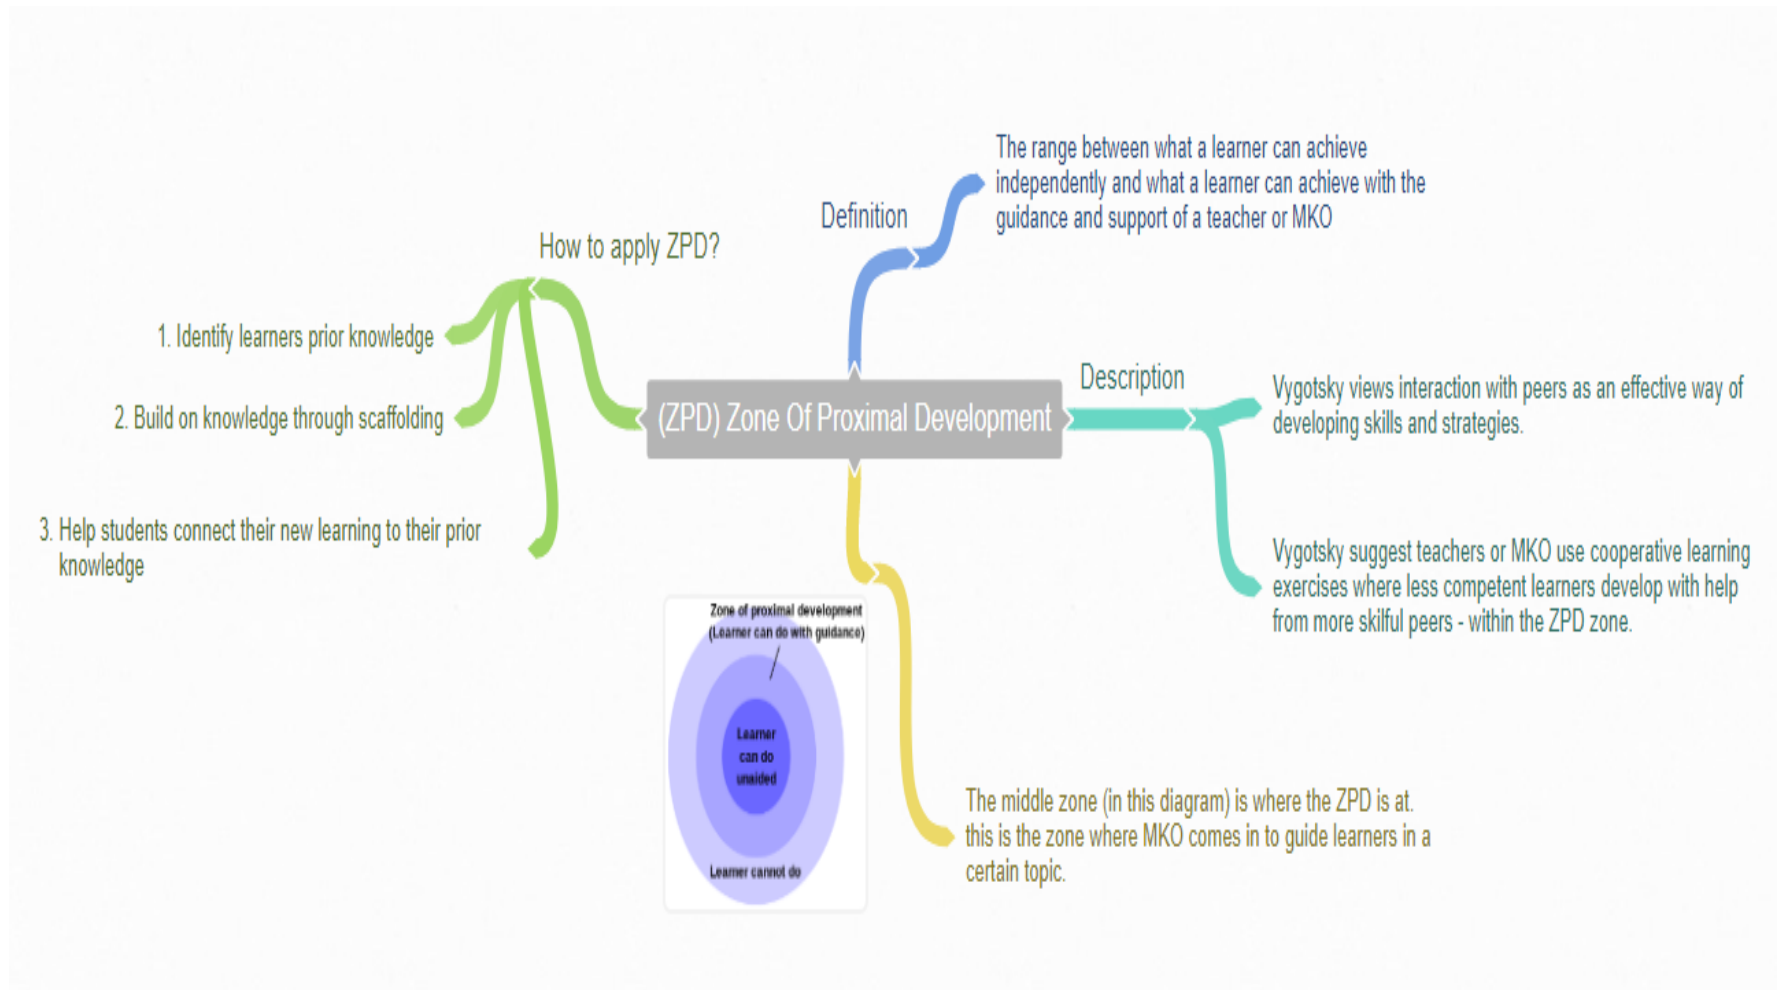 The range between what a learner can achieve
independently and what a learner can achieve with the
guidance and support of a teacher or MKO
Definition
How to apply ZPD?
1. Identify learners prior knowledge
2. Build on knowledge through scaffolding
3. Help students connect their new learning to their prior
knowledge
(ZPD) Zone Of Proximal Development
Description
Vygotsky views interaction with peers as an effective way of
developing skills and strategies.
Vygotsky suggest teachers or MKO use cooperative learning
exercises where less competent learners develop with help
from more skilful peers - within the ZPD zone.
Zone of proximal development
(Learner can do with guidance)
Learner
can do
unaided
Learner cannot do
The middle zone (in this diagram) is where the ZPD is at.
this is the zone where MKO comes in to guide learners in a
certain topic.